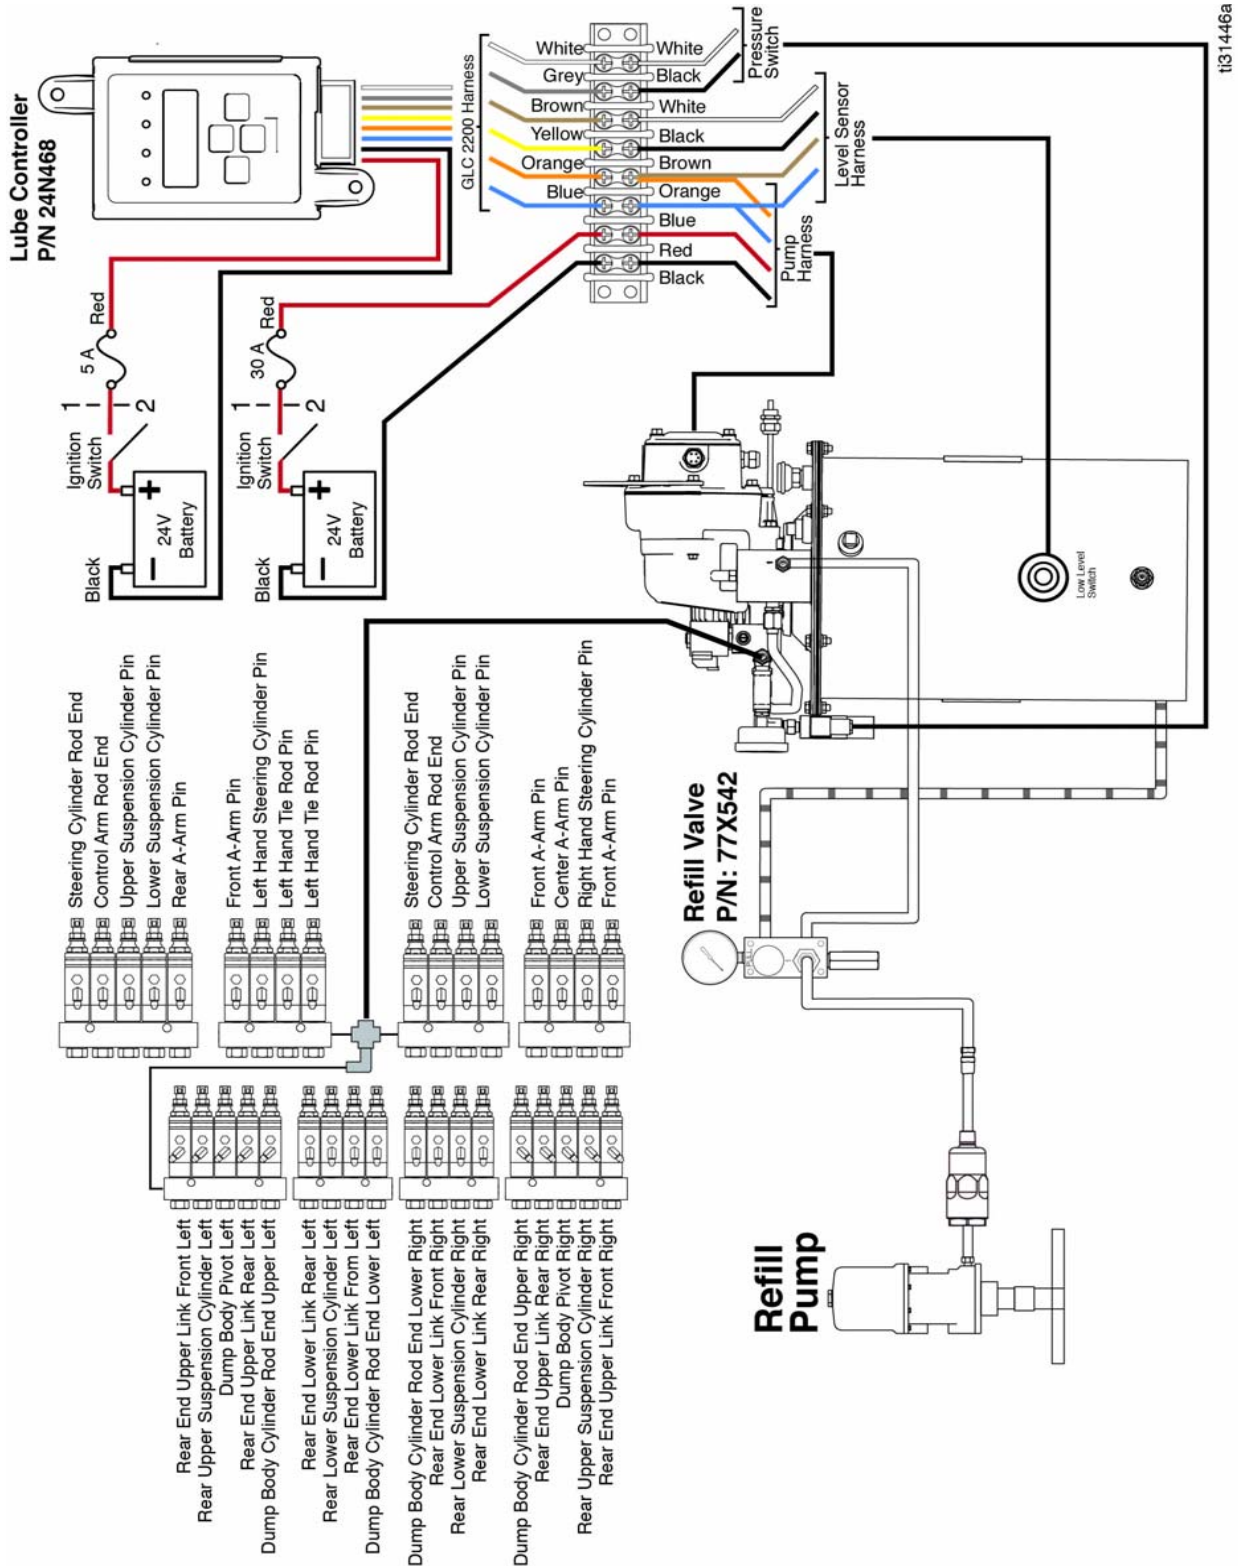 ti31446a
Lube Controller
P/N 24N468
GLC 2200 Harness
White
Grey
Brown
Yellow
Orange
Blue
White
Black
White
Black
Brown
Orange
Blue
Red
Black
Pressure
Switch
Level Sensor
Harness
Pump
Harness
Red
5 A
1
2
Ignition
Switch
+
−
24V
Battery
Black
Red
30 A
1
2
Ignition
Switch
+
−
24V
Battery
Black
Low Level
Switch
Steering Cylinder Rod End
Control Arm Rod End
Upper Suspension Cylinder Pin
Lower Suspension Cylinder Pin
Rear A-Arm Pin
Front A-Arm Pin
Left Hand Steering Cylinder Pin
Left Hand Tie Rod Pin
Left Hand Tie Rod Pin
Steering Cylinder Rod End
Control Arm Rod End
Upper Suspension Cylinder Pin
Lower Suspension Cylinder Pin
Front A-Arm Pin
Center A-Arm Pin
Right Hand Steering Cylinder Pin
Front A-Arm Pin
Rear End Upper Link Front Left
Rear Upper Suspension Cylinder Left
Dump Body Pivot Left
Rear End Upper Link Rear Left
Dump Body Cylinder Rod End Upper Left
Rear End Lower Link Rear Left
Rear Lower Suspension Cylinder Left
Rear End Lower Link From Left
Dump Body Cylinder Rod End Lower Left
Dump Body Cylinder Rod End Lower Right
Rear End Lower Link Front Right
Rear Lower Suspension Cylinder Right
Rear End Lower Link Rear Right
Dump Body Cylinder Rod End Upper Right
Rear End Upper Link Rear Right
Dump Body Pivot Right
Rear Upper Suspension Cylinder Right
Rear End Upper Link Front Right
Refill Valve
P/N: 77X542
Refill
Pump